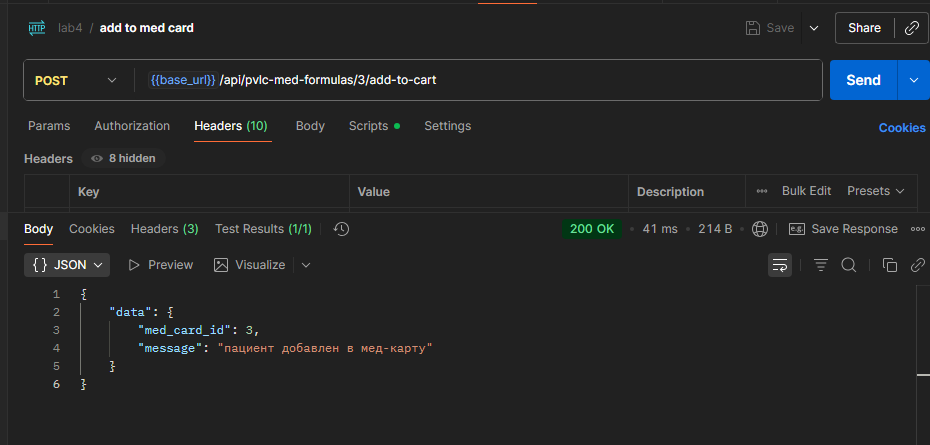 HTTP lab4 / add to med card Save Share
POST {{base_url}} /api/pvlc-med-formulas/3/add-to-cart Send
Params Authorization Headers (10) Body Scripts Settings Cookies
Headers 8 hidden
Key Value Description Bulk Edit Presets
Body Cookies Headers (3) Test Results (1/1) 200 OK 41 ms 214 B e.g. Save Response
{} JSON Preview Visualize
1 {
2 "data": {
3 "med_card_id": 3,
4 "message": "пациент добавлен в мед-карту"
5 }
6 }